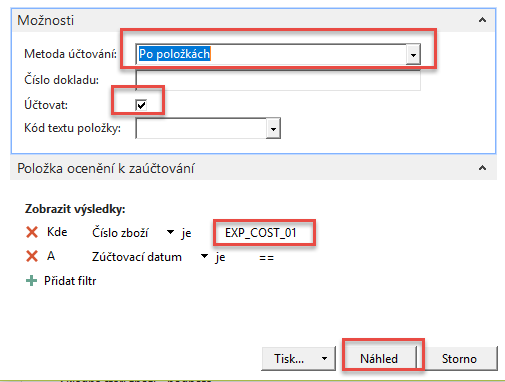 Možnosti
Metoda účtování: Po položkách
Číslo dokladu:
Účtovat:
Kód textu položky:
Položka ocenění k zaúčtování
Zobrazit výsledky:
Kde Číslo zboží je EXP_COST_01
A Zúčtovací datum je ==
Přidat filtr
Tisk... Náhled Storno